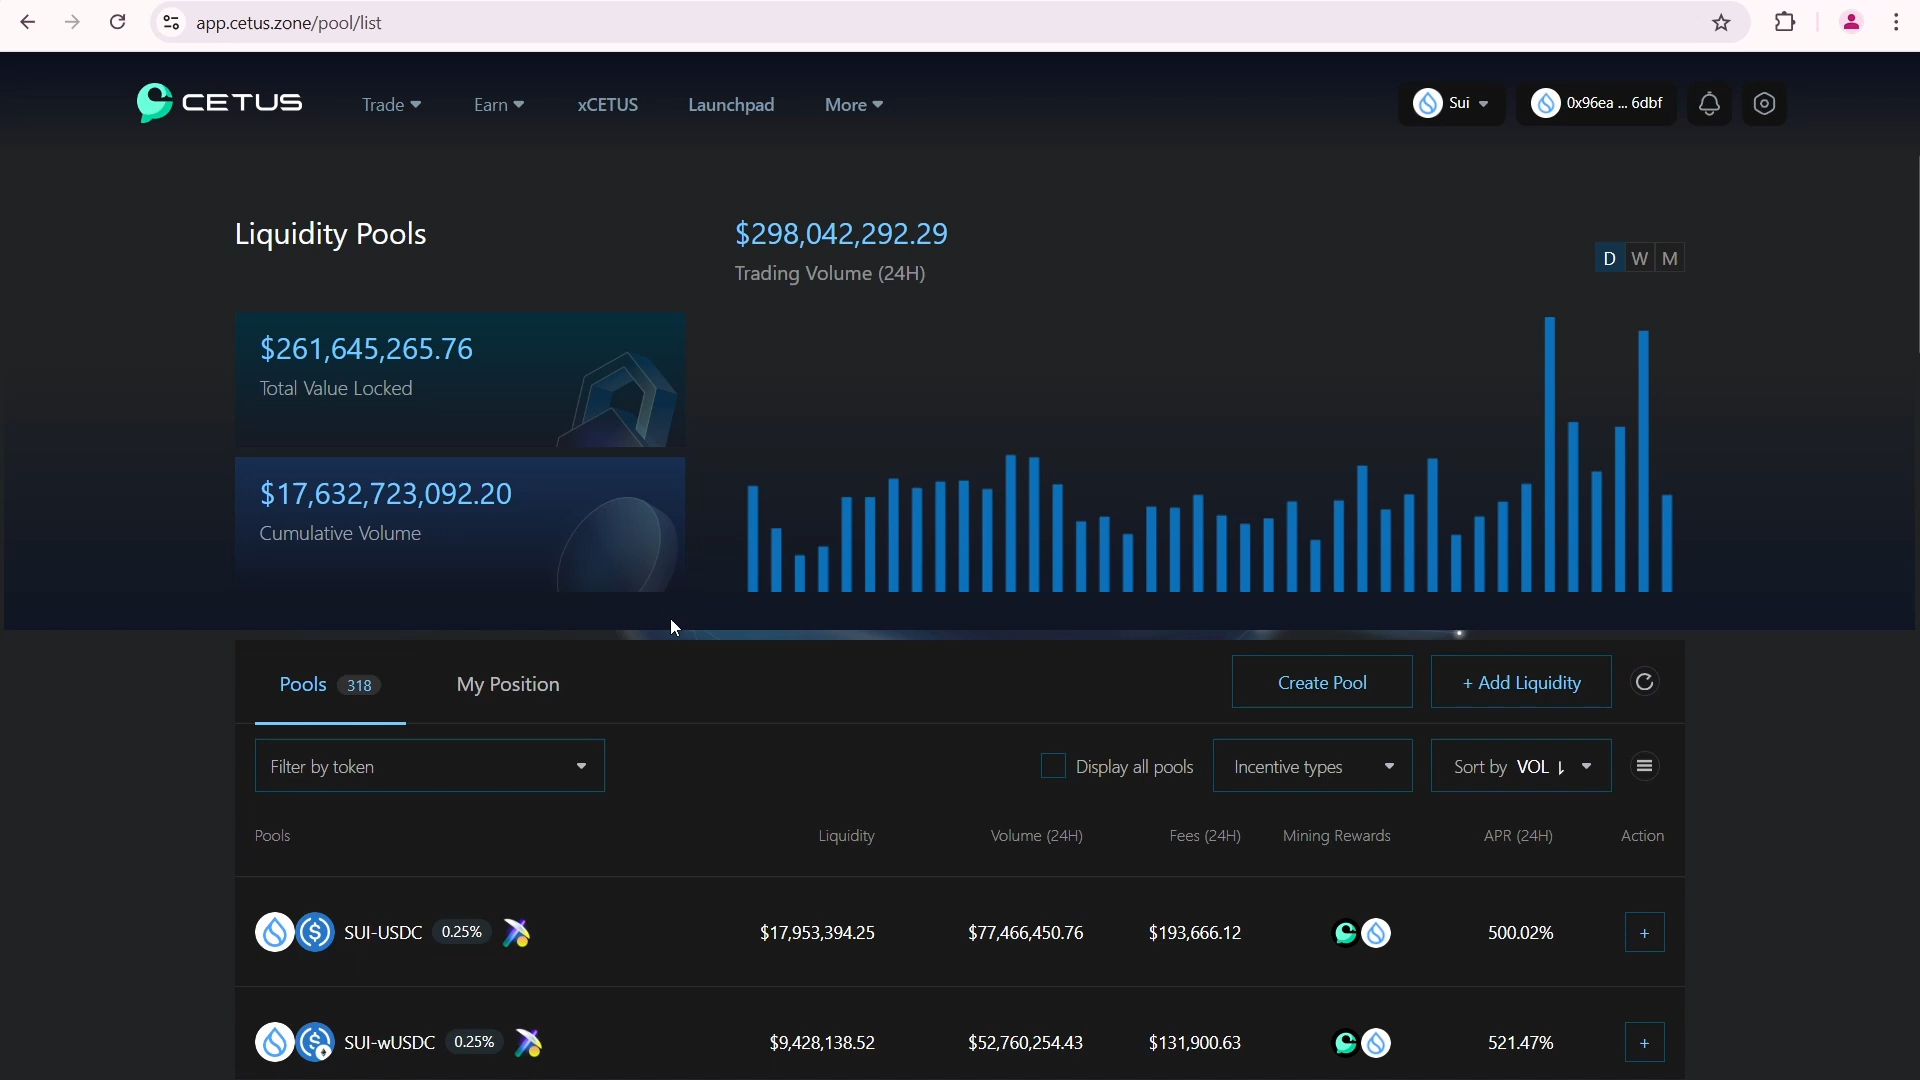 app.cetus.zone/pool/list
CETUS Trade Earn xCETUS Launchpad More Sui 0x96ea ... 6dbf
Liquidity Pools
$298,042,292.29
Trading Volume (24H)
D W M
$261,645,265.76
Total Value Locked
$17,632,723,092.20
Cumulative Volume
Pools 318 My Position Create Pool + Add Liquidity
Filter by token Display all pools Incentive types Sort by VOL
Pools Liquidity Volume (24H) Fees (24H) Mining Rewards APR (24H) Action
SUI-USDC 0.25% $17,953,394.25 $77,466,450.76 $193,666.12 500.02% +
SUI-wUSDC 0.25% $9,428,138.52 $52,760,254.43 $131,900.63 521.47% +